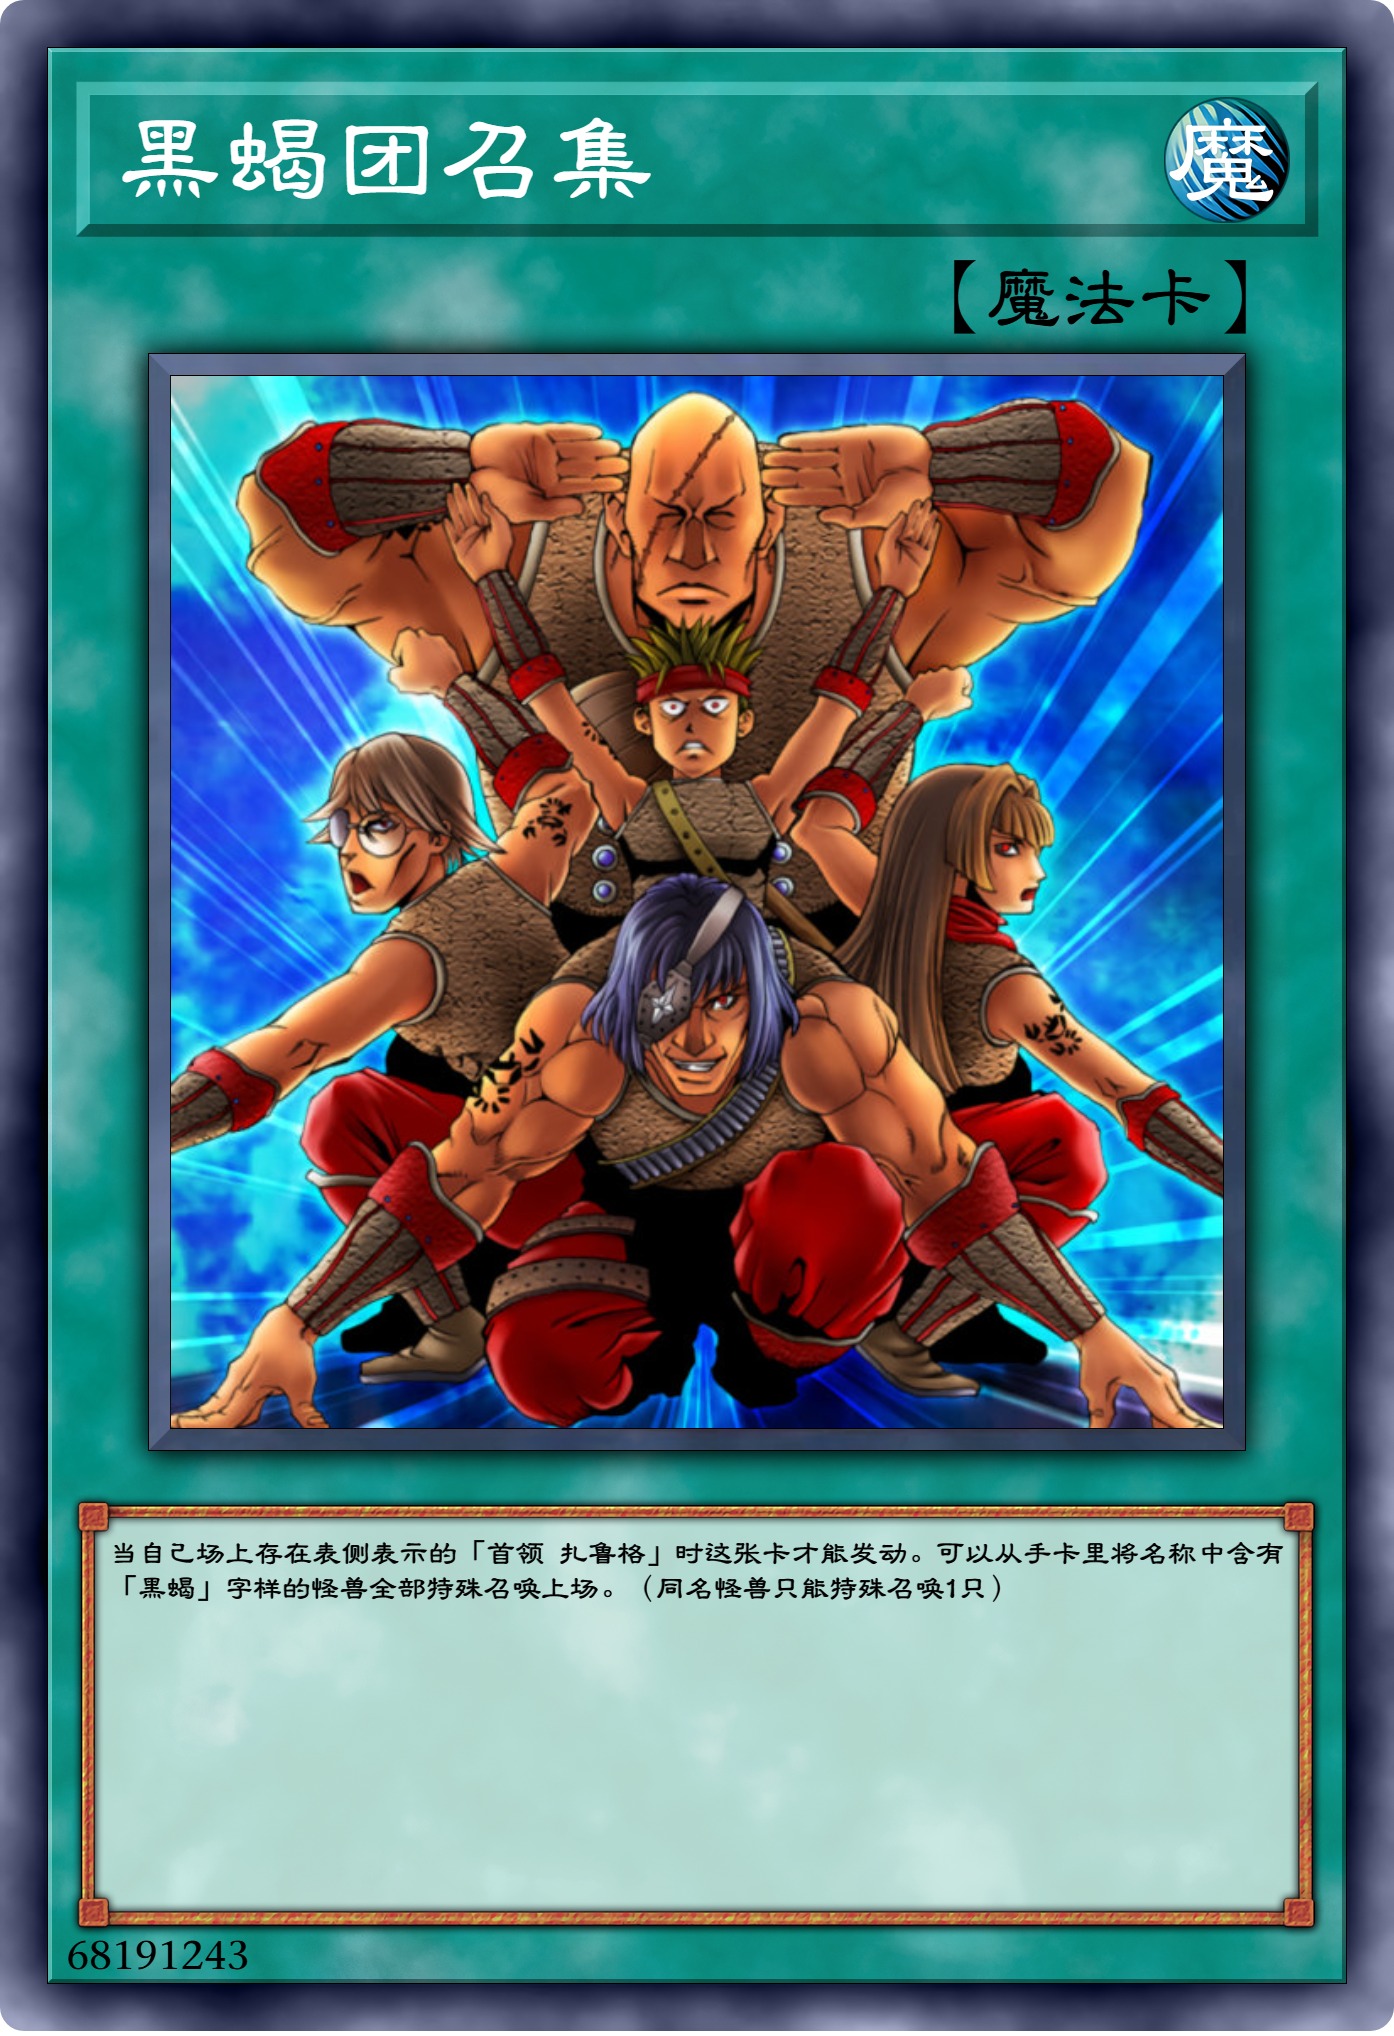 黑蝎团召集
魔
【魔法卡】
当自己场上存在表侧表示的「首领 扎鲁格」时这张卡才能发动。可以从手卡里将名称中含有
「黑蝎」字样的怪兽全部特殊召唤上场。（同名怪兽只能特殊召唤1只）
68191243